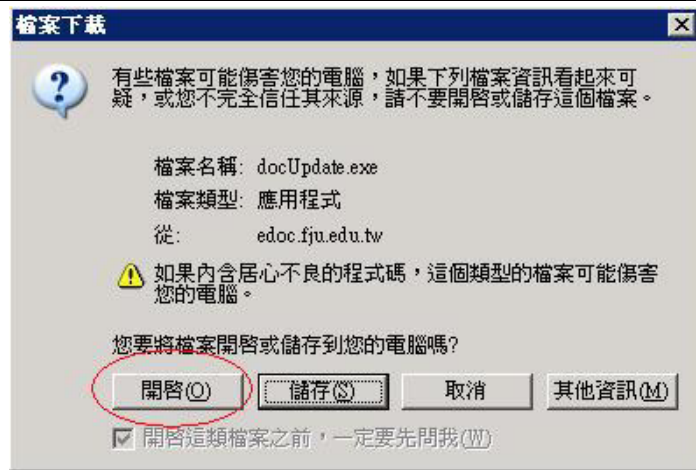 檔案下載
有些檔案可能傷害您的電腦，如果下列檔案資訊看起來可
疑，或您不完全信任其來源，請不要開啓或儲存這個檔案。
檔案名稱: docUpdate.exe
檔案類型: 應用程式
從: edoc.fju.edu.tw
如果內含居心不良的程式碼，這個類型的檔案可能傷害
您的電腦。
您要將檔案開啓或儲存到您的電腦嗎?
開啓(O) 儲存(S) 取消 其他資訊(M)
開啓這類檔案之前，一定要先問我(W)